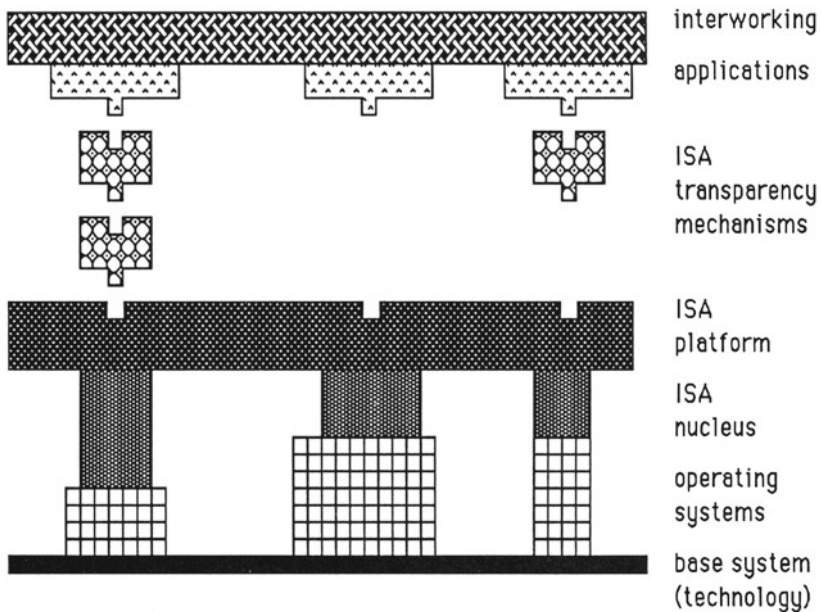 interworking
applications
ISA
transparency
mechanisms
ISA
platform
ISA
nucleus
operating
systems
base system
(technology)